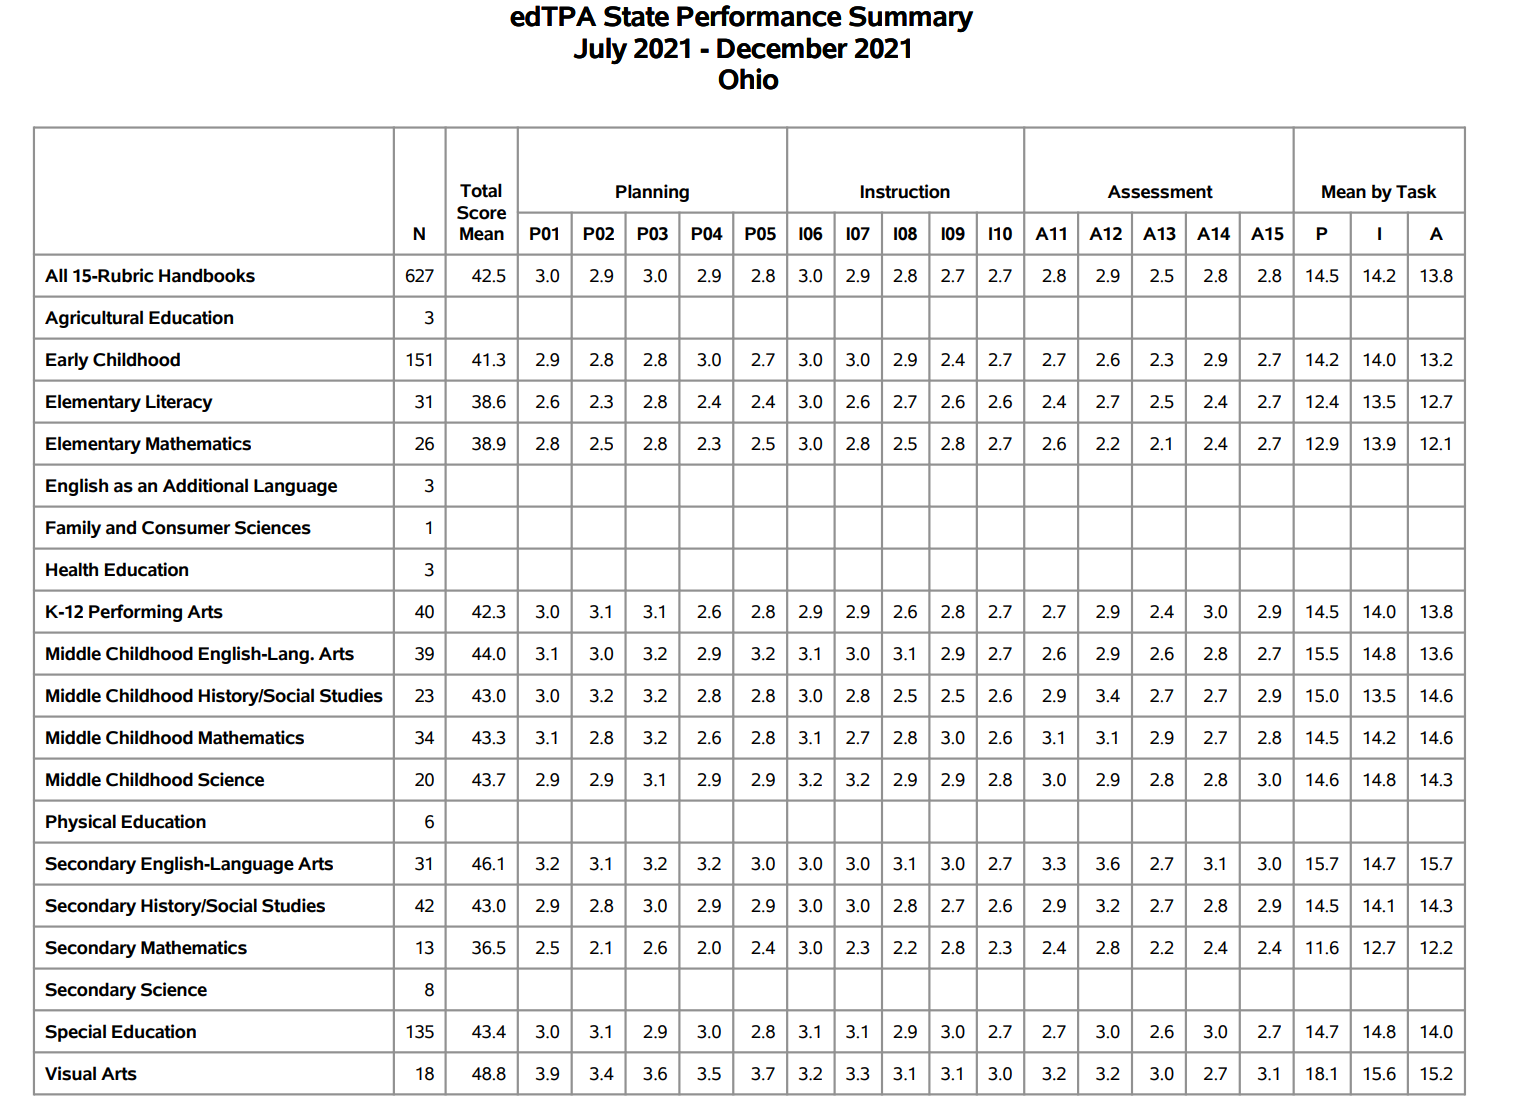 edTPA State Performance Summary
July 2021 - December 2021
Ohio
N Total Score Mean Planning Instruction Assessment Mean by Task
P01 P02 P03 P04 P05 I06 I07 I08 I09 I10 A11 A12 A13 A14 A15 P I A
All 15-Rubric Handbooks 627 42.5 3.0 2.9 3.0 2.9 2.8 3.0 2.9 2.8 2.7 2.7 2.8 2.9 2.5 2.8 2.8 14.5 14.2 13.8
Agricultural Education 3
Early Childhood 151 41.3 2.9 2.8 2.8 3.0 2.7 3.0 3.0 2.9 2.4 2.7 2.7 2.6 2.3 2.9 2.7 14.2 14.0 13.2
Elementary Literacy 31 38.6 2.6 2.3 2.8 2.4 2.4 3.0 2.6 2.7 2.6 2.6 2.4 2.7 2.5 2.4 2.7 12.4 13.5 12.7
Elementary Mathematics 26 38.9 2.8 2.5 2.8 2.3 2.5 3.0 2.8 2.5 2.8 2.7 2.6 2.2 2.1 2.4 2.7 12.9 13.9 12.1
English as an Additional Language 3
Family and Consumer Sciences 1
Health Education 3
K-12 Performing Arts 40 42.3 3.0 3.1 3.1 2.6 2.8 2.9 2.9 2.6 2.8 2.7 2.7 2.9 2.4 3.0 2.9 14.5 14.0 13.8
Middle Childhood English-Lang. Arts 39 44.0 3.1 3.0 3.2 2.9 3.2 3.1 3.0 3.1 2.9 2.7 2.6 2.9 2.6 2.8 2.7 15.5 14.8 13.6
Middle Childhood History/Social Studies 23 43.0 3.0 3.2 3.2 2.8 2.8 3.0 2.8 2.5 2.5 2.6 2.9 3.4 2.7 2.7 2.9 15.0 13.5 14.6
Middle Childhood Mathematics 34 43.3 3.1 2.8 3.2 2.6 2.8 3.1 2.7 2.8 3.0 2.6 3.1 3.1 2.9 2.7 2.8 14.5 14.2 14.6
Middle Childhood Science 20 43.7 2.9 2.9 3.1 2.9 2.9 3.2 3.2 2.9 2.9 2.8 3.0 2.9 2.8 2.8 3.0 14.6 14.8 14.3
Physical Education 6
Secondary English-Language Arts 31 46.1 3.2 3.1 3.2 3.2 3.0 3.0 3.0 3.1 3.0 2.7 3.3 3.6 2.7 3.1 3.0 15.7 14.7 15.7
Secondary History/Social Studies 42 43.0 2.9 2.8 3.0 2.9 2.9 3.0 3.0 2.8 2.7 2.6 2.9 3.2 2.7 2.8 2.9 14.5 14.1 14.3
Secondary Mathematics 13 36.5 2.5 2.1 2.6 2.0 2.4 3.0 2.3 2.2 2.8 2.3 2.4 2.8 2.2 2.4 2.4 11.6 12.7 12.2
Secondary Science 8
Special Education 135 43.4 3.0 3.1 2.9 3.0 2.8 3.1 3.1 2.9 3.0 2.7 2.7 3.0 2.6 3.0 2.7 14.7 14.8 14.0
Visual Arts 18 48.8 3.9 3.4 3.6 3.5 3.7 3.2 3.3 3.1 3.1 3.0 3.2 3.2 3.0 2.7 3.1 18.1 15.6 15.2